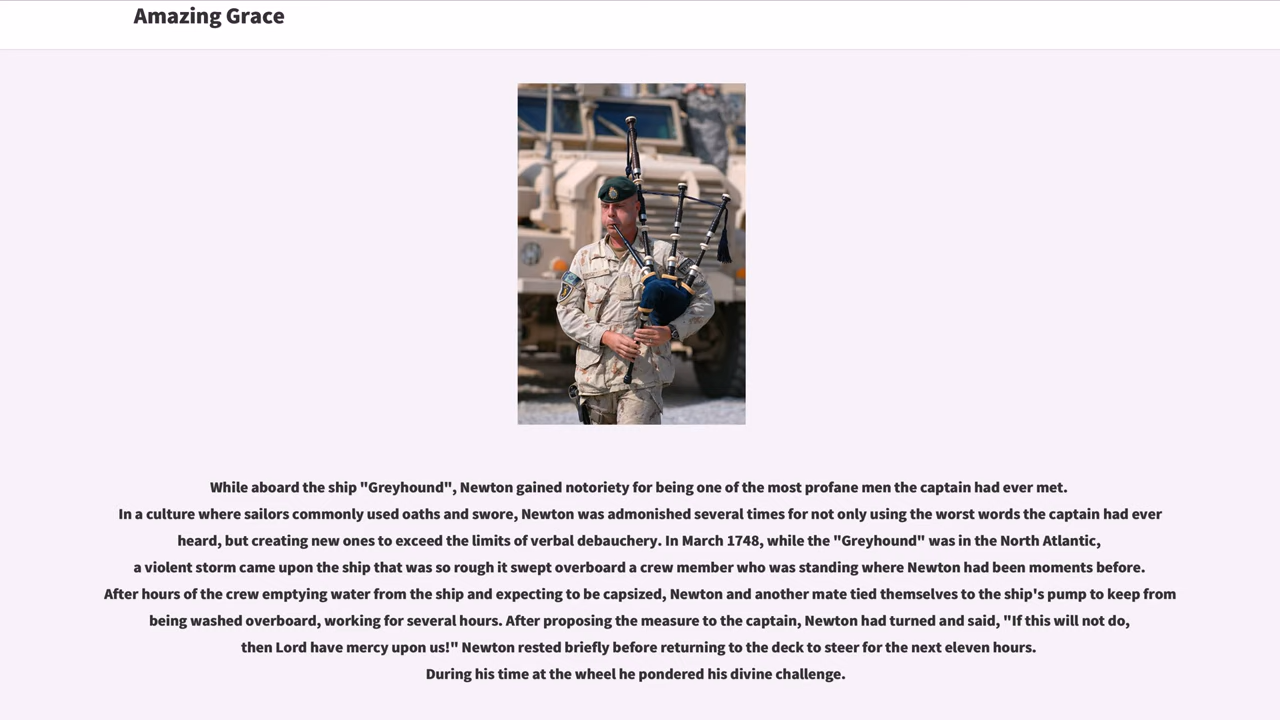 Amazing Grace
While aboard the ship "Greyhound", Newton gained notoriety for being one of the most profane men the captain had ever met.
In a culture where sailors commonly used oaths and swore, Newton was admonished several times for not only using the worst words the captain had ever
heard, but creating new ones to exceed the limits of verbal debauchery. In March 1748, while the "Greyhound" was in the North Atlantic,
a violent storm came upon the ship that was so rough it swept overboard a crew member who was standing where Newton had been moments before.
After hours of the crew emptying water from the ship and expecting to be capsized, Newton and another mate tied themselves to the ship's pump to keep from
being washed overboard, working for several hours. After proposing the measure to the captain, Newton had turned and said, "If this will not do,
then Lord have mercy upon us!" Newton rested briefly before returning to the deck to steer for the next eleven hours.
During his time at the wheel he pondered his divine challenge.